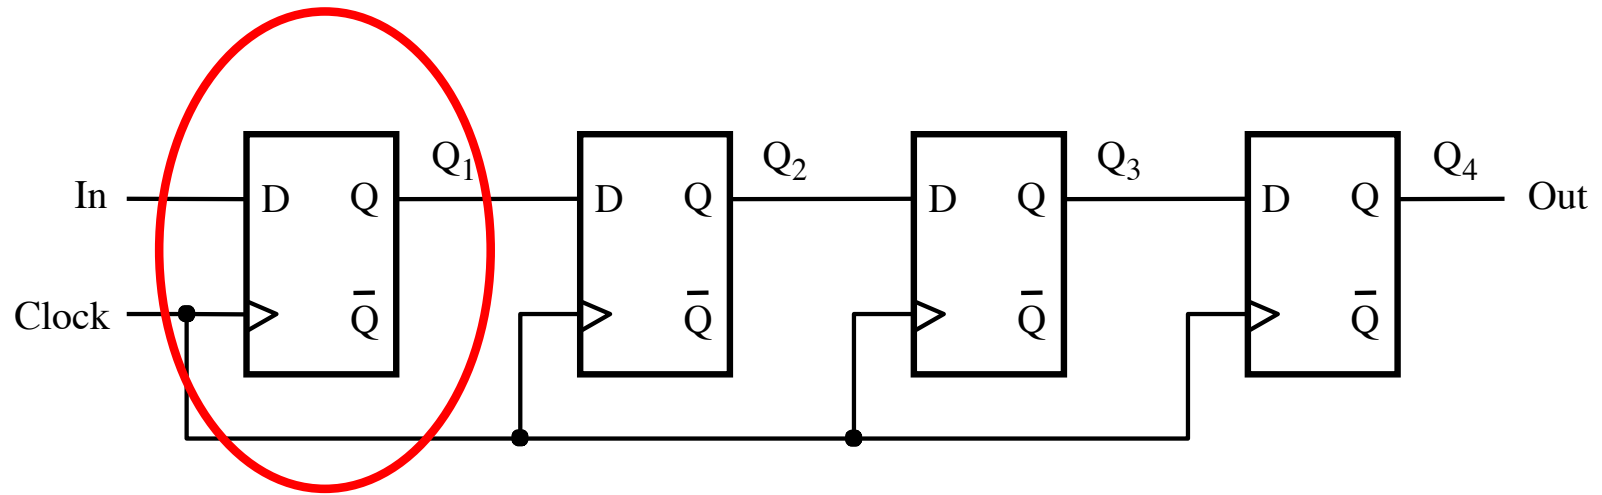 Q₁ Q₂ Q₃ Q₄
In D Q D Q D Q D Q Out
Clock Q̅ Q̅ Q̅ Q̅